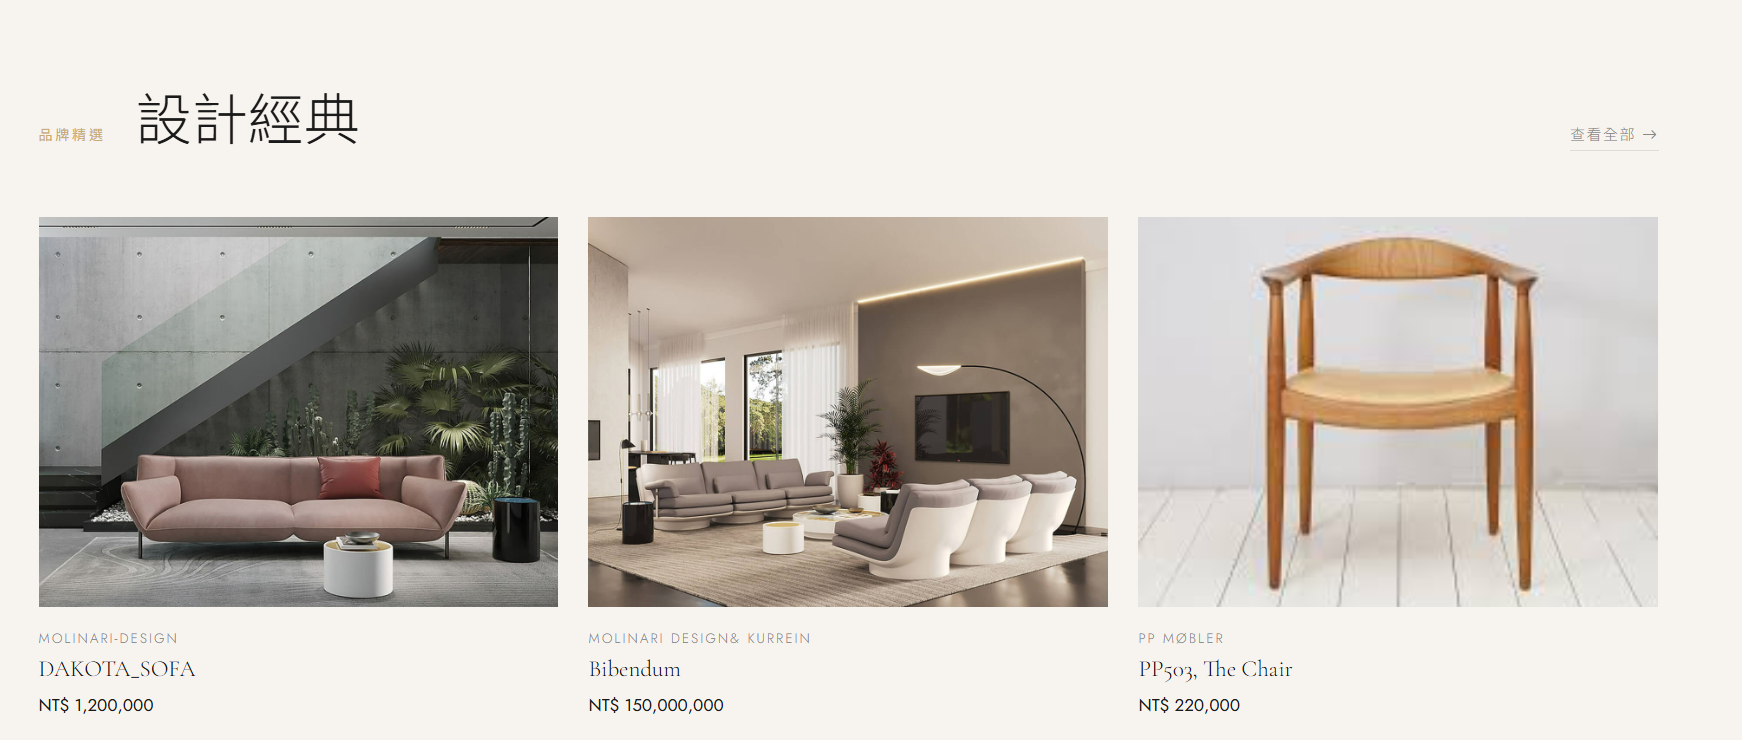 品牌精選
設計經典
查看全部 →
MOLINARI-DESIGN
DAKOTA_SOFA
NT$ 1,200,000
MOLINARI DESIGN& KURREIN
Bibendum
NT$ 150,000,000
PP MØBLER
PP503, The Chair
NT$ 220,000